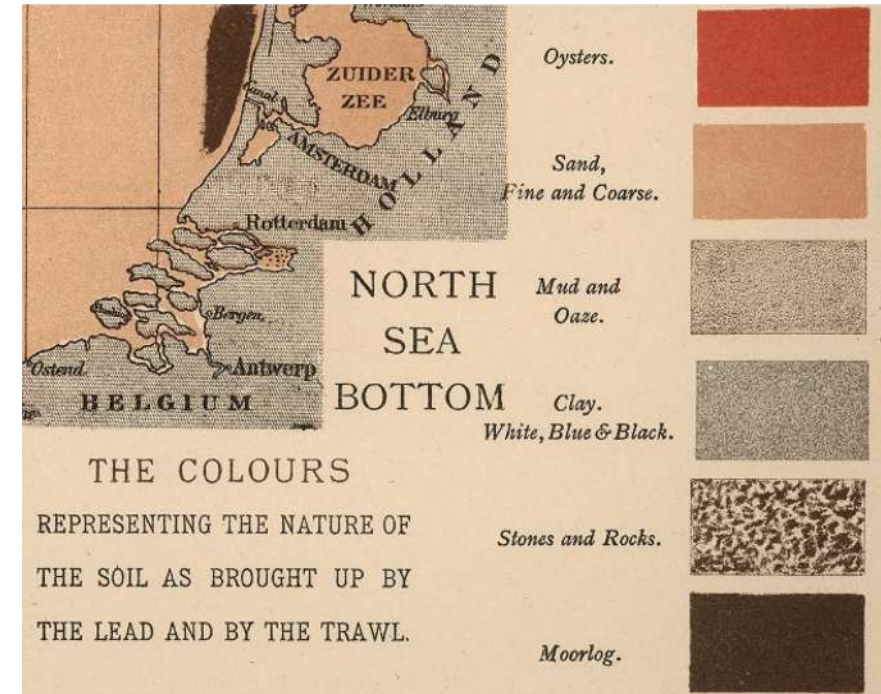 ZUIDER
ZEE
Canal
Elburg
AMSTERDAM
HOLLAND
Rotterdam
Bergen
Ostend.
Antwerp
BELGIUM
NORTH
SEA
BOTTOM
THE COLOURS
REPRESENTING THE NATURE OF
THE SOIL AS BROUGHT UP BY
THE LEAD AND BY THE TRAWL.
Oysters.
Sand,
Fine and Coarse.
Mud and
Oaze.
Clay.
White, Blue & Black.
Stones and Rocks.
Moorlog.